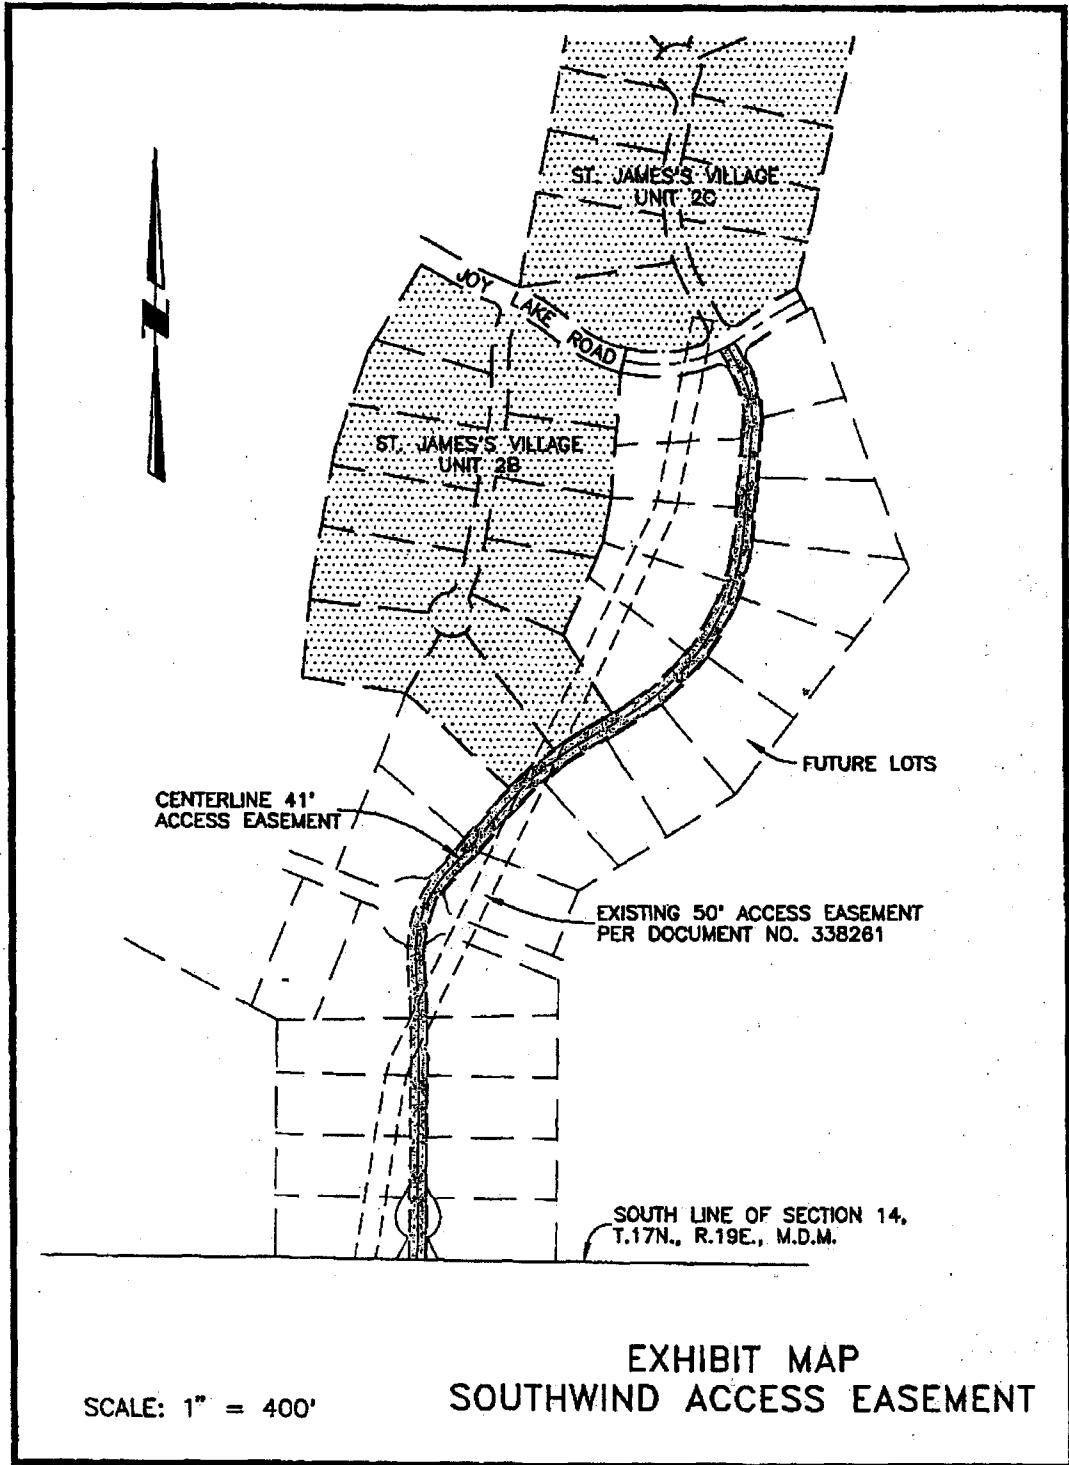 ST. JAMES'S VILLAGE
UNIT 2C
JOY LAKE ROAD
ST. JAMES'S VILLAGE
UNIT 2B
FUTURE LOTS
CENTERLINE 41'
ACCESS EASEMENT
EXISTING 50' ACCESS EASEMENT
PER DOCUMENT NO. 338261
SOUTH LINE OF SECTION 14,
T.17N., R.19E., M.D.M.
EXHIBIT MAP
SOUTHWIND ACCESS EASEMENT
SCALE: 1" = 400'
N